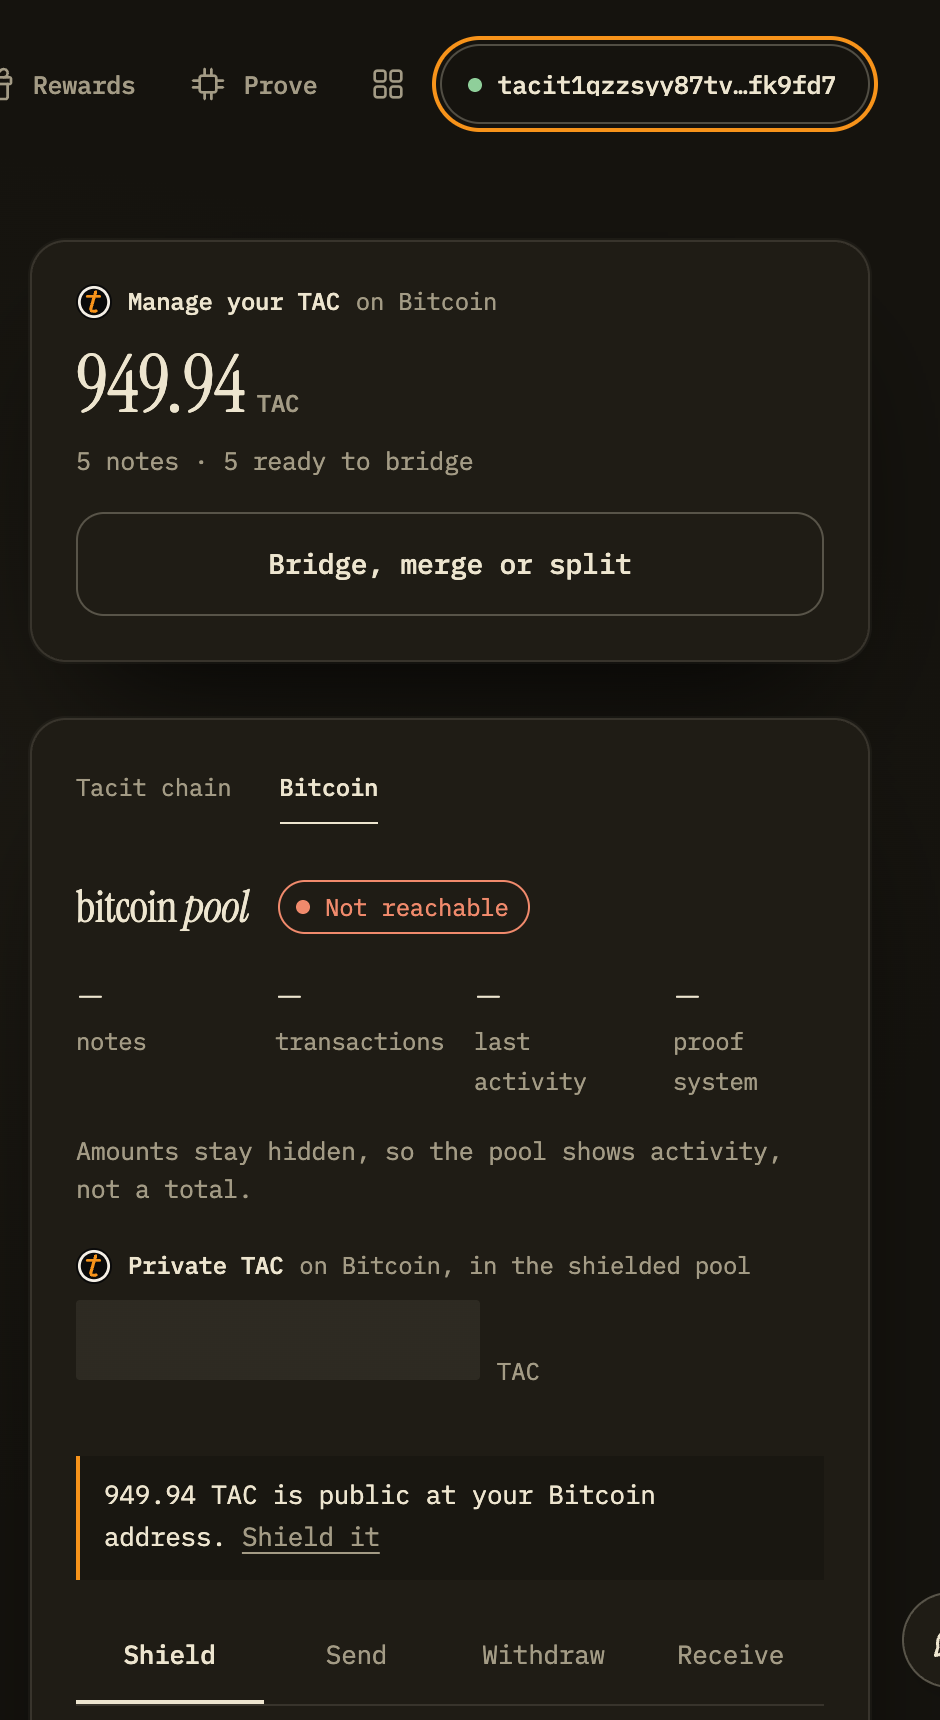 Rewards
Prove
tacit1qzzsyy87tv…fk9fd7
Manage your TAC on Bitcoin
949.94 TAC
5 notes · 5 ready to bridge
Bridge, merge or split
Tacit chain
Bitcoin
bitcoin pool
Not reachable
— — — —
notes transactions last activity proof system
Amounts stay hidden, so the pool shows activity,
not a total.
Private TAC on Bitcoin, in the shielded pool
TAC
949.94 TAC is public at your Bitcoin
address. Shield it
Shield
Send
Withdraw
Receive